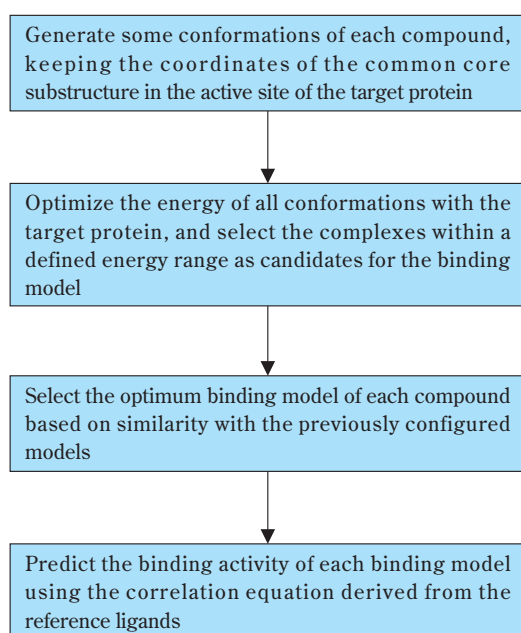 Generate some conformations of each compound,
keeping the coordinates of the common core
substructure in the active site of the target protein
Optimize the energy of all conformations with the
target protein, and select the complexes within a
defined energy range as candidates for the binding
model
Select the optimum binding model of each compound
based on similarity with the previously configured
models
Predict the binding activity of each binding model
using the correlation equation derived from the
reference ligands